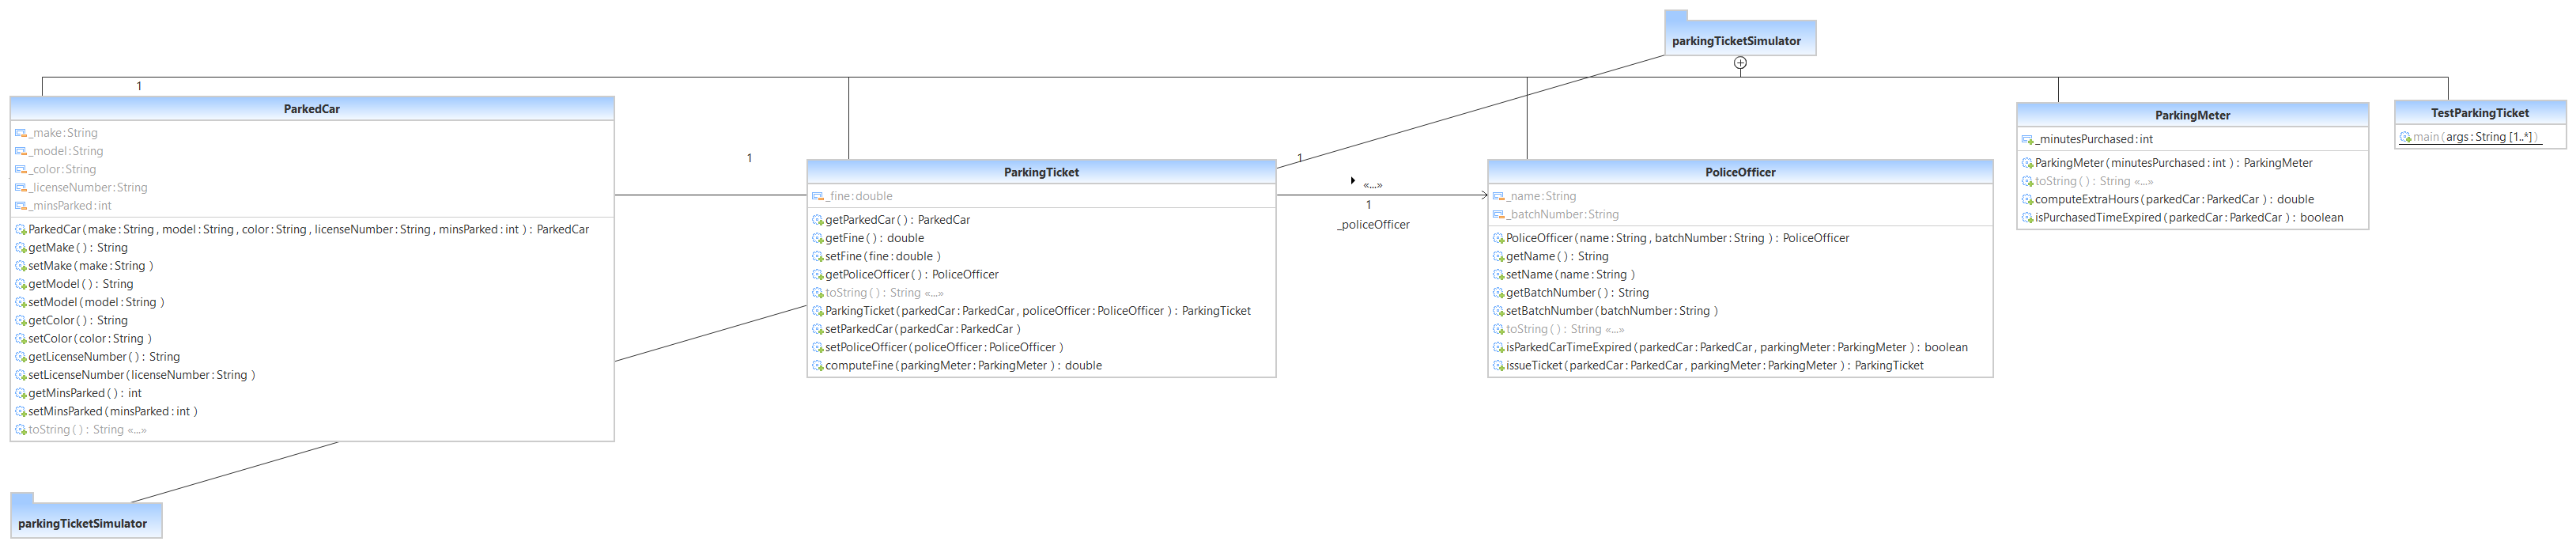 parkingTicketSimulator
1
ParkedCar
_make:String
_model:String
_color:String
_licenseNumber:String
_minsParked:int
ParkedCar(make:String, model:String, color:String, licenseNumber:String, minsParked:int): ParkedCar
getMake(): String
setMake(make:String)
getModel(): String
setModel(model:String)
getColor(): String
setColor(color:String)
getLicenseNumber(): String
setLicenseNumber(licenseNumber:String)
getMinsParked(): int
setMinsParked(minsParked:int)
toString(): String «...»
1
ParkingTicket
_fine:double
getParkedCar(): ParkedCar
getFine(): double
setFine(fine:double)
getPoliceOfficer(): PoliceOfficer
toString(): String «...»
ParkingTicket(parkedCar:ParkedCar, policeOfficer:PoliceOfficer): ParkingTicket
setParkedCar(parkedCar:ParkedCar)
setPoliceOfficer(policeOfficer:PoliceOfficer)
computeFine(parkingMeter:ParkingMeter): double
1
«...»
1
_policeOfficer
PoliceOfficer
_name:String
_batchNumber:String
PoliceOfficer(name:String, batchNumber:String): PoliceOfficer
getName(): String
setName(name:String)
getBatchNumber(): String
setBatchNumber(batchNumber:String)
toString(): String «...»
isParkedCarTimeExpired(parkedCar:ParkedCar, parkingMeter:ParkingMeter): boolean
issueTicket(parkedCar:ParkedCar, parkingMeter:ParkingMeter): ParkingTicket
ParkingMeter
_minutesPurchased:int
ParkingMeter(minutesPurchased:int): ParkingMeter
toString(): String «...»
computeExtraHours(parkedCar:ParkedCar): double
isPurchasedTimeExpired(parkedCar:ParkedCar): boolean
TestParkingTicket
main(args:String [1..*])
parkingTicketSimulator